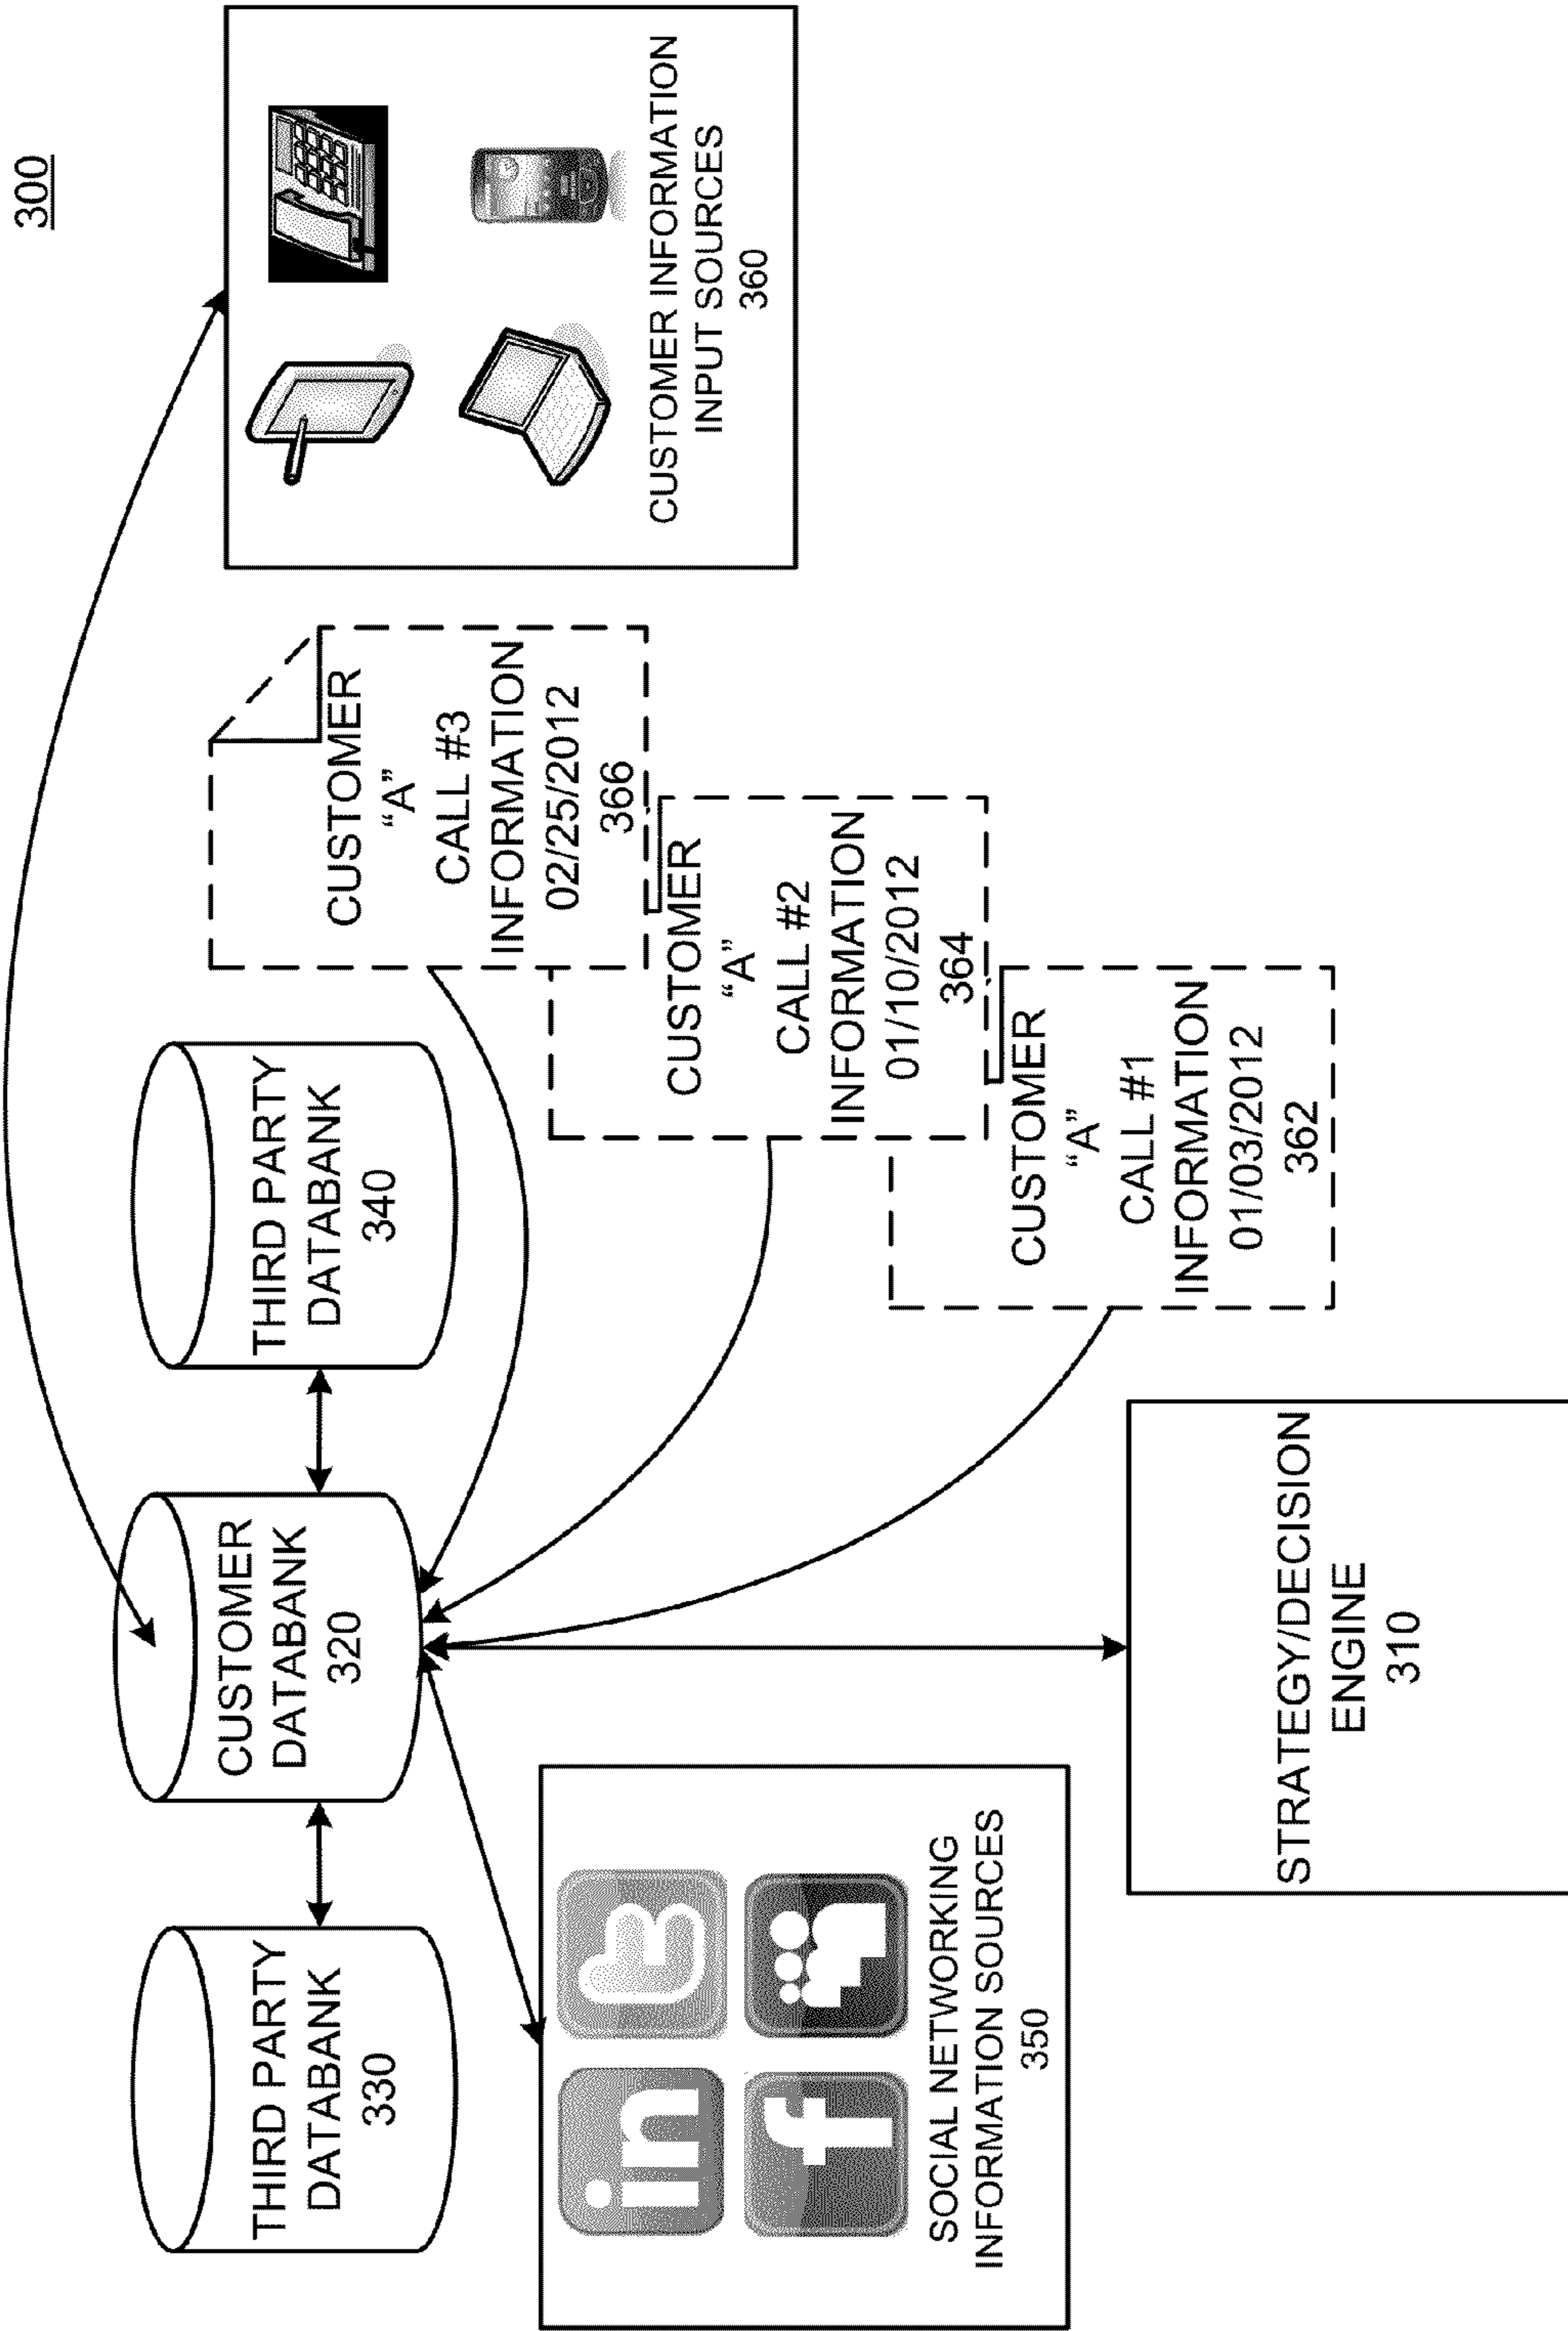 300
THIRD PARTY
DATABANK
330
CUSTOMER
DATABANK
320
THIRD PARTY
DATABANK
340
in
t
f
SOCIAL NETWORKING
INFORMATION SOURCES
350
STRATEGY/DECISION
ENGINE
310
CUSTOMER
“A”
CALL #3
INFORMATION
02/25/2012
366
CUSTOMER
“A”
CALL #2
INFORMATION
01/10/2012
364
CUSTOMER
“A”
CALL #1
INFORMATION
01/03/2012
362
CUSTOMER INFORMATION
INPUT SOURCES
360